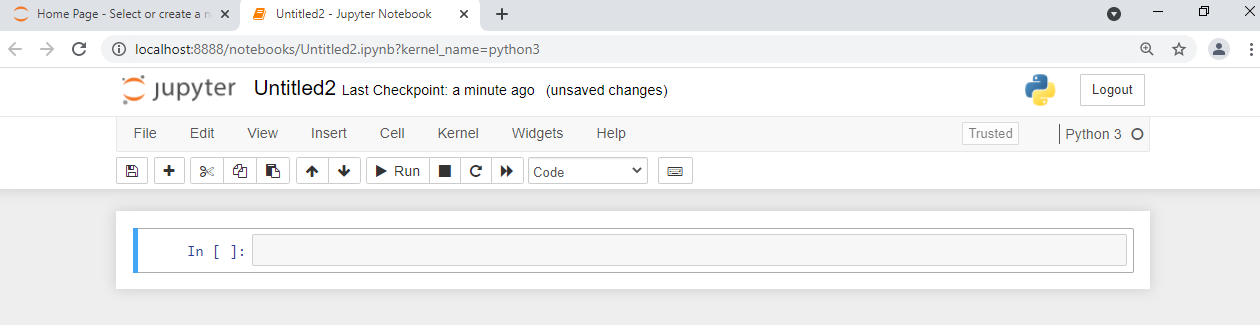 Home Page - Select or create a n Untitled2 - Jupyter Notebook
localhost:8888/notebooks/Untitled2.ipynb?kernel_name=python3
jupyter Untitled2 Last Checkpoint: a minute ago (unsaved changes) Logout
File Edit View Insert Cell Kernel Widgets Help Trusted Python 3
Run Code
In [ ]: